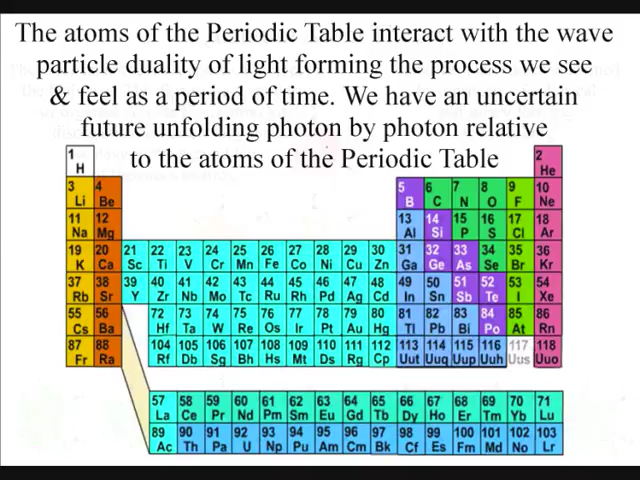 The atoms of the Periodic Table interact with the wave
particle duality of light forming the process we see
& feel as a period of time. We have an uncertain
future unfolding photon by photon relative
to the atoms of the Periodic Table
1 2
H He
3 4 5 6 7 8 9 10
Li Be B C N O F Ne
11 12 13 14 15 16 17 18
Na Mg Al Si P S Cl Ar
19 20 21 22 23 24 25 26 27 28 29 30 31 32 33 34 35 36
K Ca Sc Ti V Cr Mn Fe Co Ni Cu Zn Ga Ge As Se Br Kr
37 38 39 40 41 42 43 44 45 46 47 48 49 50 51 52 53 54
Rb Sr Y Zr Nb Mo Tc Ru Rh Pd Ag Cd In Sn Sb Te I Xe
55 56 72 73 74 75 76 77 78 79 80 81 82 83 84 85 86
Cs Ba Hf Ta W Re Os Ir Pt Au Hg Tl Pb Bi Po At Rn
87 88 104 105 106 107 108 109 110 111 112 113 114 115 116 117 118
Fr Ra Rf Db Sg Bh Hs Mt Ds Rg Cp Uut Uuq Uup Uuh Uus Uuo
57 58 59 60 61 62 63 64 65 66 67 68 69 70 71
La Ce Pr Nd Pm Sm Eu Gd Tb Dy Ho Er Tm Yb Lu
89 90 91 92 93 94 95 96 97 98 99 100 101 102 103
Ac Th Pa U Np Pu Am Cm Bk Cf Es Fm Md No Lr